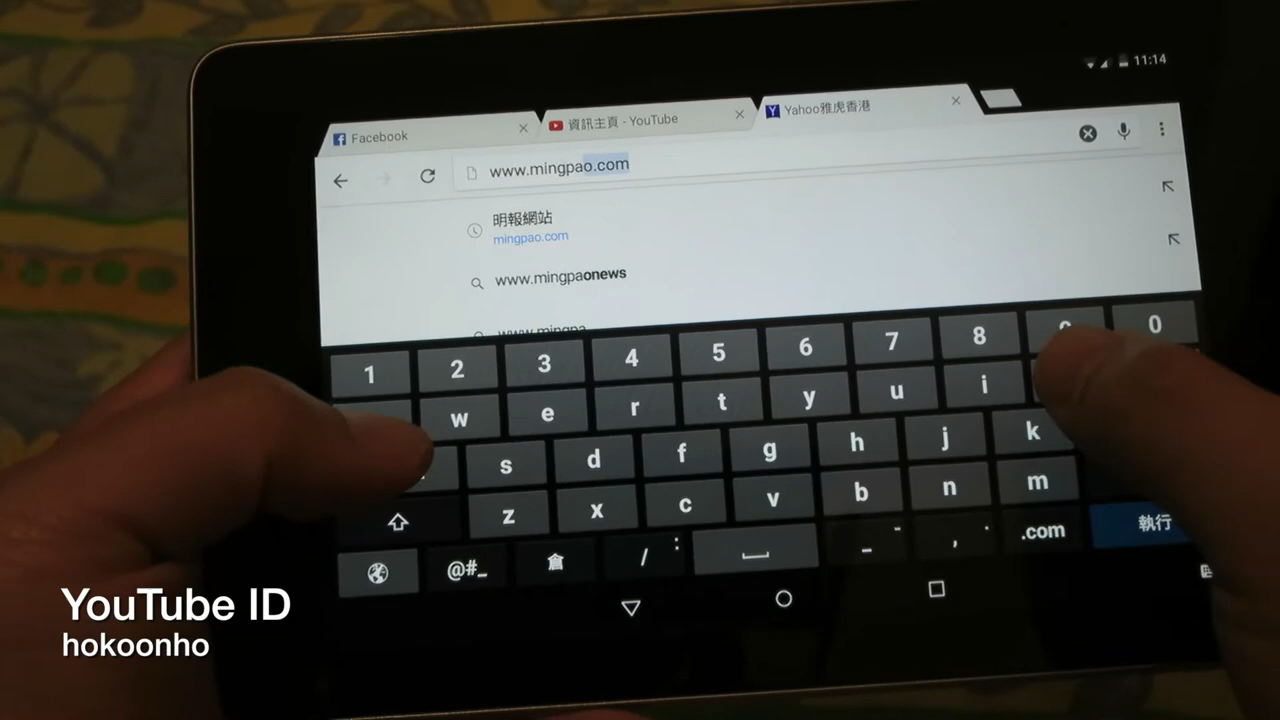 11:14
Facebook
資訊主頁 - YouTube
Yahoo雅虎香港
www.mingpao.com
明報網站
mingpao.com
www.mingpaonews
www.mingpa
1 2 3 4 5 6 7 8 0
w e r t y u i
s d f g h j k
z x c v b n m
@#_ 倉 / : _ - , ' .com 執行
YouTube ID
hokoonho